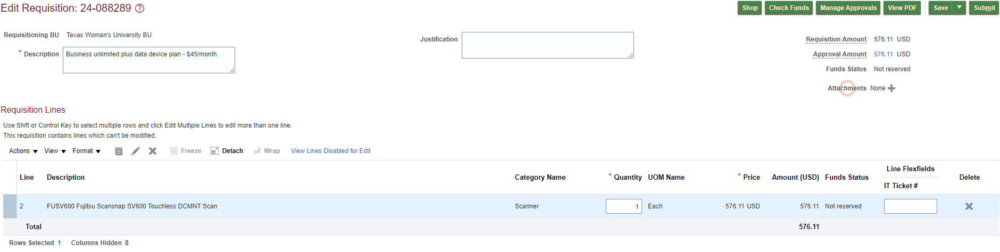 Edit Requisition: 24-088289 ?
Shop Check Funds Manage Approvals View PDF Save Submit
Requisitioning BU Texas Woman's University BU
* Description Business unlimited plus data device plan - $45/month.
Justification
Requisition Amount 576.11 USD
Approval Amount 576.11 USD
Funds Status Not reserved
Attachments None
Requisition Lines
Use Shift or Control Key to select multiple rows and click Edit Multiple Lines to edit more than one line.
This requisition contains lines which can't be modified.
Actions View Format Freeze Detach Wrap View Lines Disabled for Edit
Line Description Category Name * Quantity UOM Name * Price Amount (USD) Funds Status Line Flexfields IT Ticket # Delete
2 FUSV600 Fujitsu Scansnap SV600 Touchless DCMNT Scan Scanner 1 Each 576.11 USD 576.11 Not reserved
Total 576.11
Rows Selected 1 Columns Hidden 8